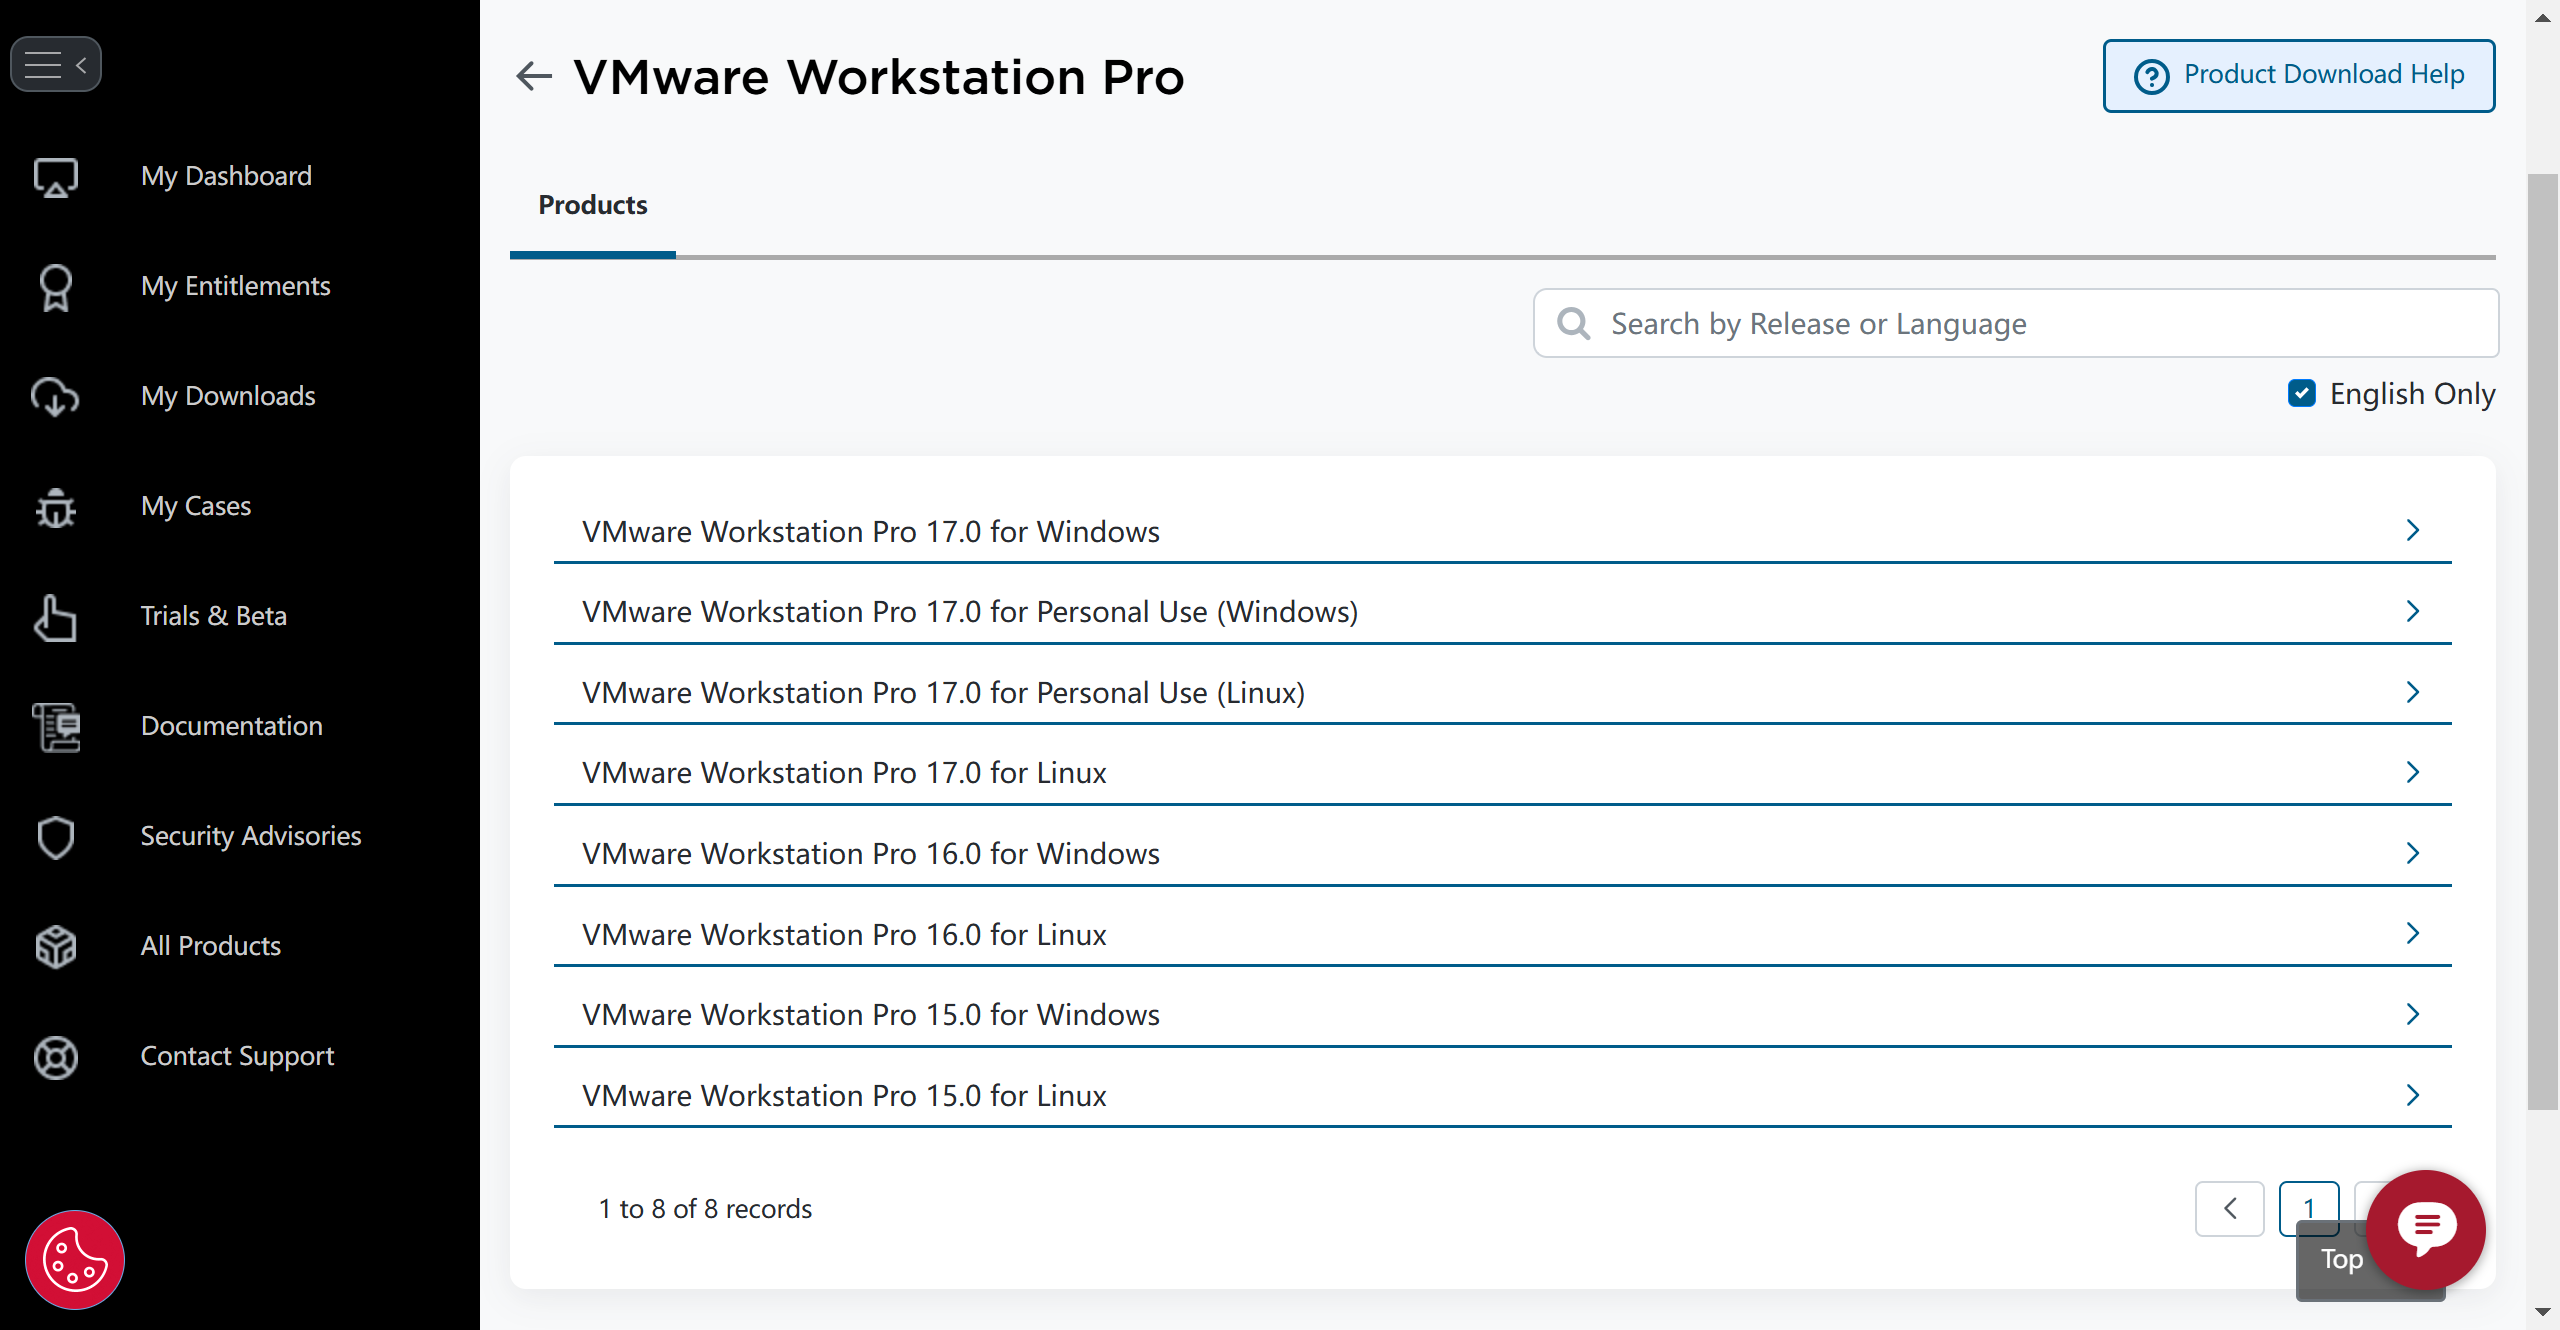 My Dashboard
My Entitlements
My Downloads
My Cases
Trials & Beta
Documentation
Security Advisories
All Products
Contact Support
VMware Workstation Pro
Product Download Help
Products
Search by Release or Language
English Only
VMware Workstation Pro 17.0 for Windows
VMware Workstation Pro 17.0 for Personal Use (Windows)
VMware Workstation Pro 17.0 for Personal Use (Linux)
VMware Workstation Pro 17.0 for Linux
VMware Workstation Pro 16.0 for Windows
VMware Workstation Pro 16.0 for Linux
VMware Workstation Pro 15.0 for Windows
VMware Workstation Pro 15.0 for Linux
1 to 8 of 8 records
1
Top